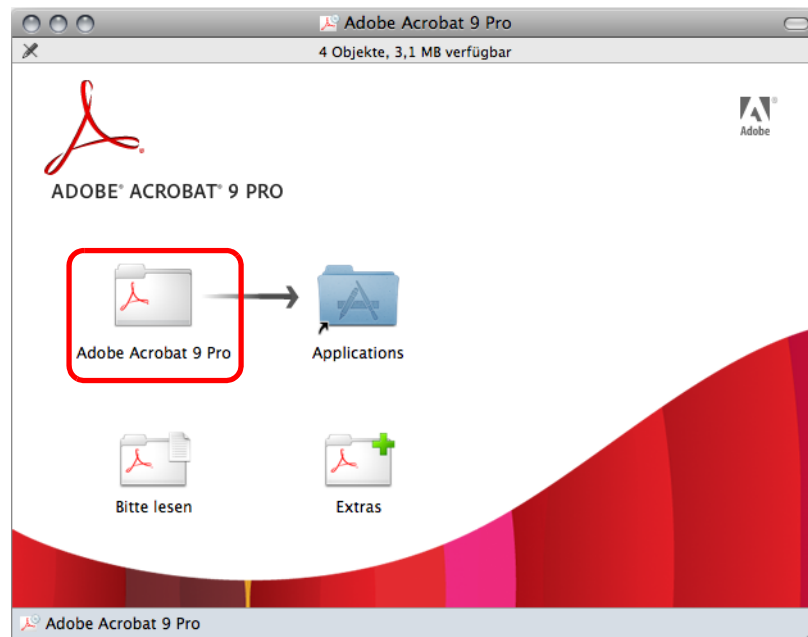 Adobe Acrobat 9 Pro
4 Objekte, 3,1 MB verfügbar
Adobe
ADOBE® ACROBAT® 9 PRO
Adobe Acrobat 9 Pro
Applications
Bitte lesen
Extras
Adobe Acrobat 9 Pro